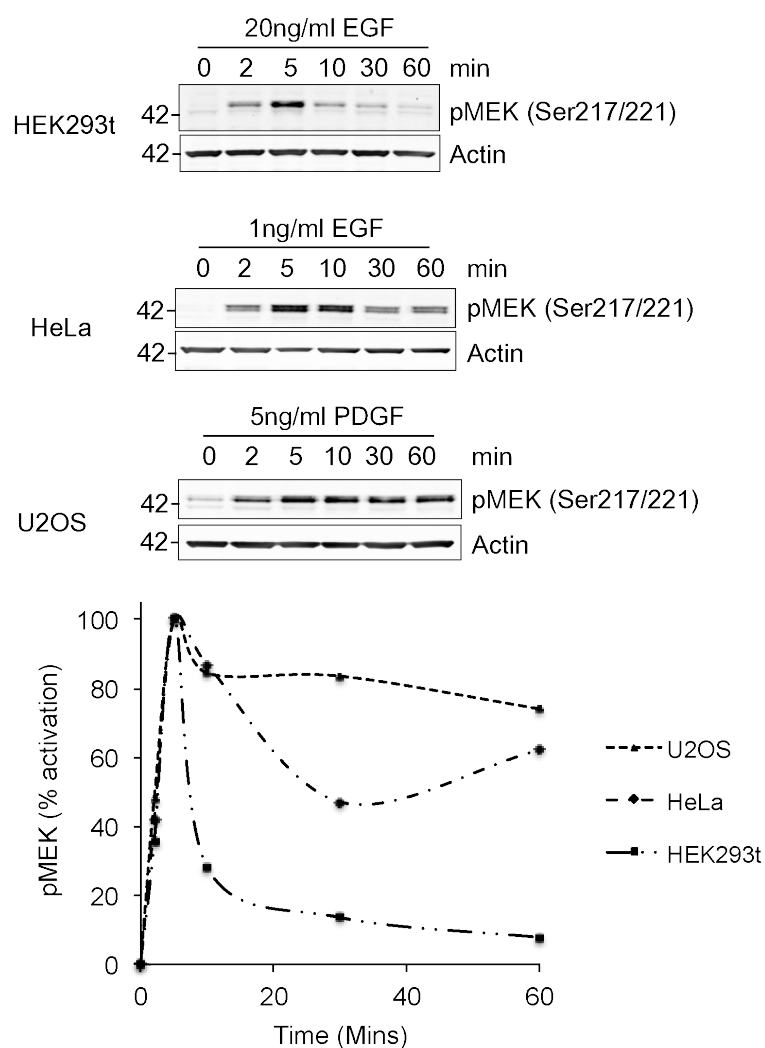 20ng/ml EGF
0 2 5 10 30 60 min
HEK293t
42 pMEK (Ser217/221)
42 Actin
1ng/ml EGF
0 2 5 10 30 60 min
HeLa
42 pMEK (Ser217/221)
42 Actin
5ng/ml PDGF
0 2 5 10 30 60 min
U2OS
42 pMEK (Ser217/221)
42 Actin
pMEK (% activation)
100
80
60
40
20
0
0 20 40 60
Time (Mins)
U2OS
HeLa
HEK293t